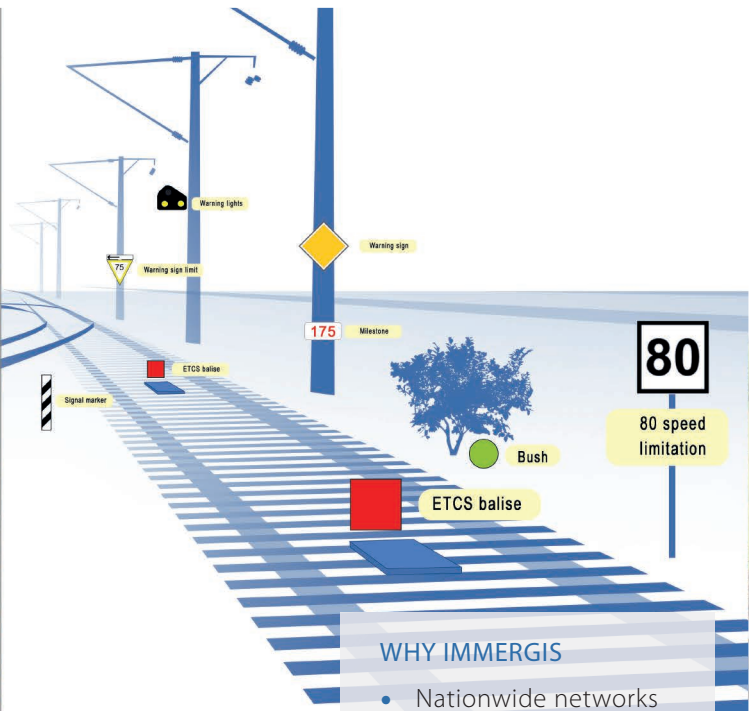 Warning lights
Warning sign
75
Warning sign limit
175
Milestone
ETCS balise
Signal marker
80
80 speed
limitation
Bush
ETCS balise
WHY IMMERGIS
• Nationwide networks